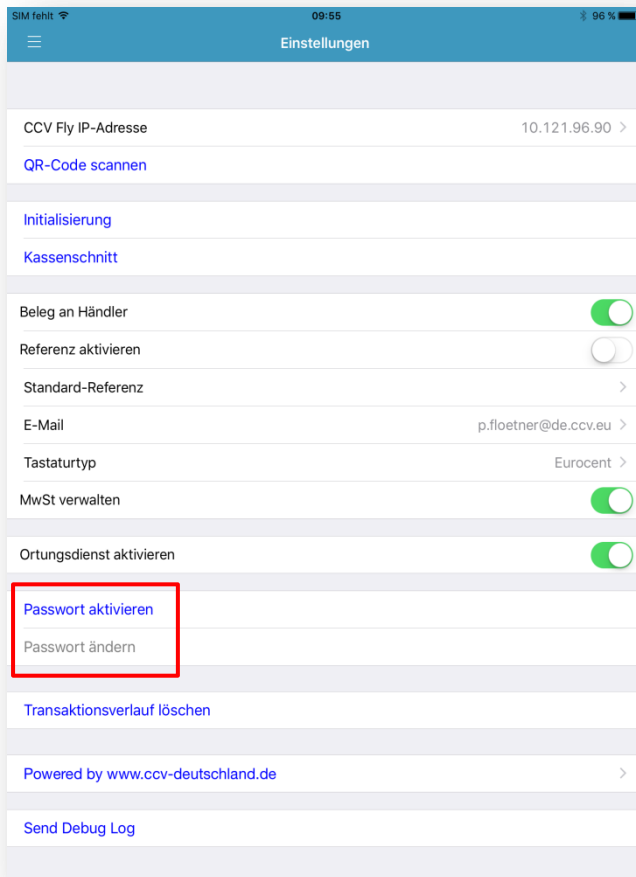 SIM fehlt 09:55 96 %
Einstellungen
CCV Fly IP-Adresse 10.121.96.90
QR-Code scannen
Initialisierung
Kassenschnitt
Beleg an Händler
Referenz aktivieren
Standard-Referenz
E-Mail p.floetner@de.ccv.eu
Tastaturtyp Eurocent
MwSt verwalten
Ortungsdienst aktivieren
Passwort aktivieren
Passwort ändern
Transaktionsverlauf löschen
Powered by www.ccv-deutschland.de
Send Debug Log